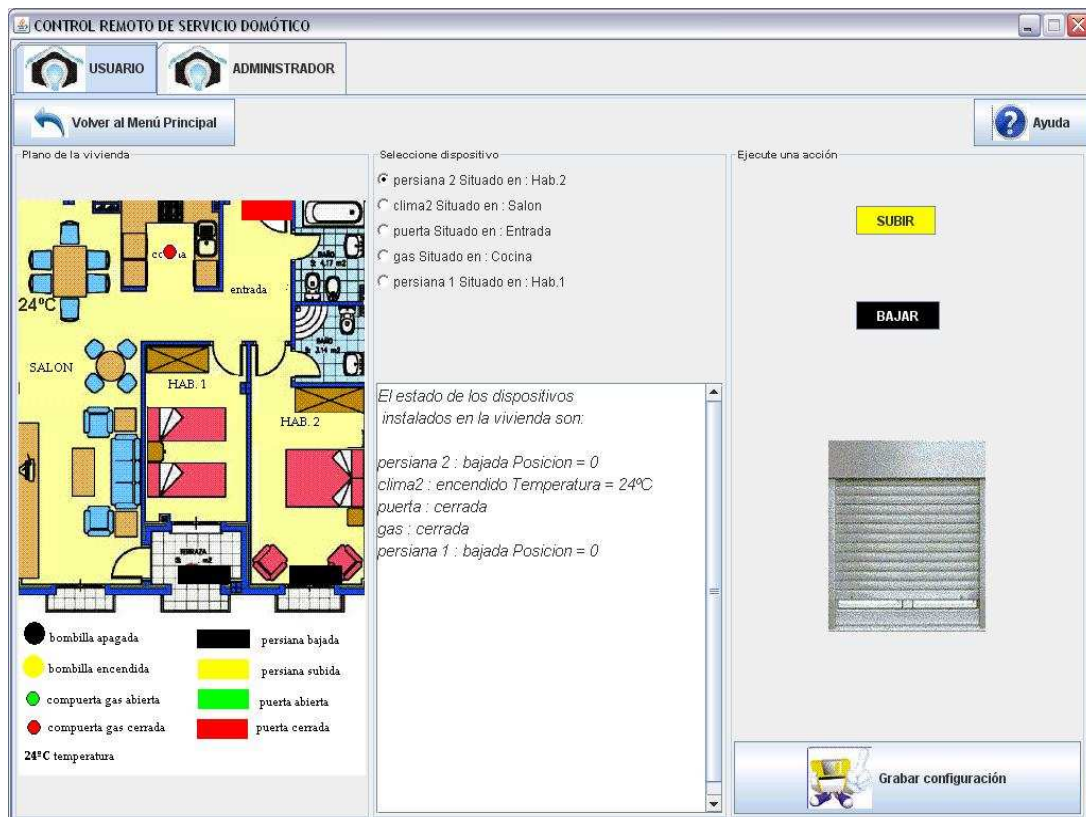 CONTROL REMOTO DE SERVICIO DOMÓTICO
USUARIO
ADMINISTRADOR
Volver al Menú Principal
Ayuda
Plano de la vivienda
Seleccione dispositivo
Ejecute una acción
persiana 2 Situado en : Hab.2
clima2 Situado en : Salon
puerta Situado en : Entrada
gas Situado en : Cocina
persiana 1 Situado en : Hab.1
SUBIR
BAJAR
BAÑO
entrada
24ºC
BAÑO
SALON
HAB. 1
HAB. 2
TERRAZA
El estado de los dispositivos
instalados en la vivienda son:
persiana 2 : bajada Posicion = 0
clima2 : encendido Temperatura = 24ºC
puerta : cerrada
gas : cerrada
persiana 1 : bajada Posicion = 0
bombilla apagada
persiana bajada
bombilla encendida
persiana subida
compuerta gas abierta
puerta abierta
compuerta gas cerrada
puerta cerrada
24ºC temperatura
Grabar configuración